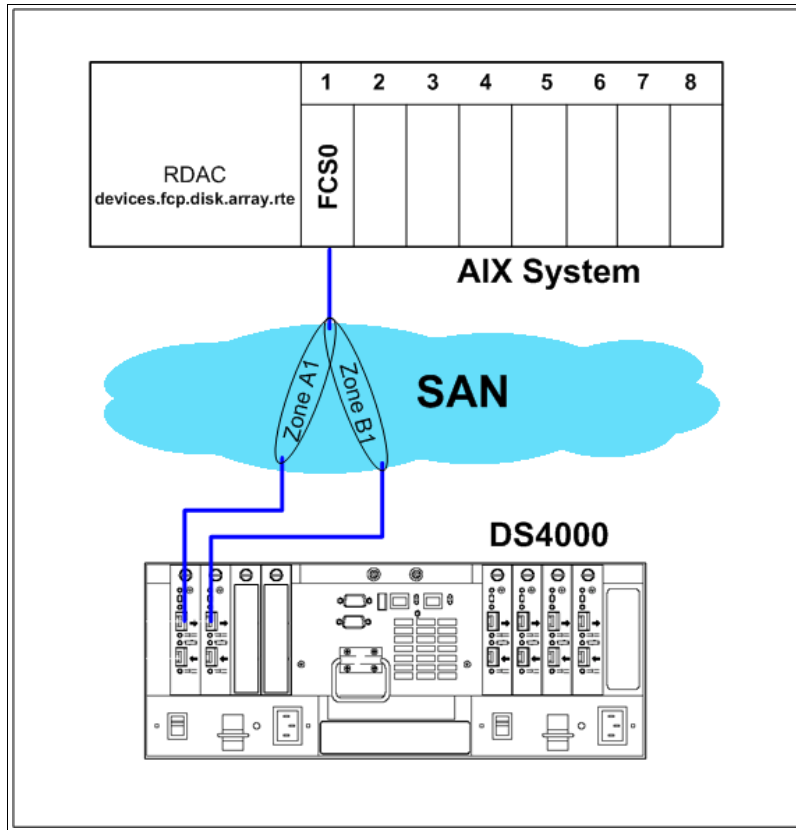 1 2 3 4 5 6 7 8
RDAC
devices.fcp.disk.array.rte
FCS0
AIX System
Zone A1
Zone B1
SAN
DS4000